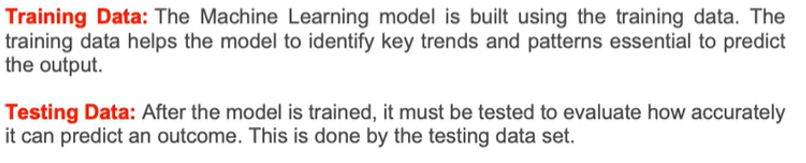 Training Data: The Machine Learning model is built using the training data. The
training data helps the model to identify key trends and patterns essential to predict
the output.
Testing Data: After the model is trained, it must be tested to evaluate how accurately
it can predict an outcome. This is done by the testing data set.